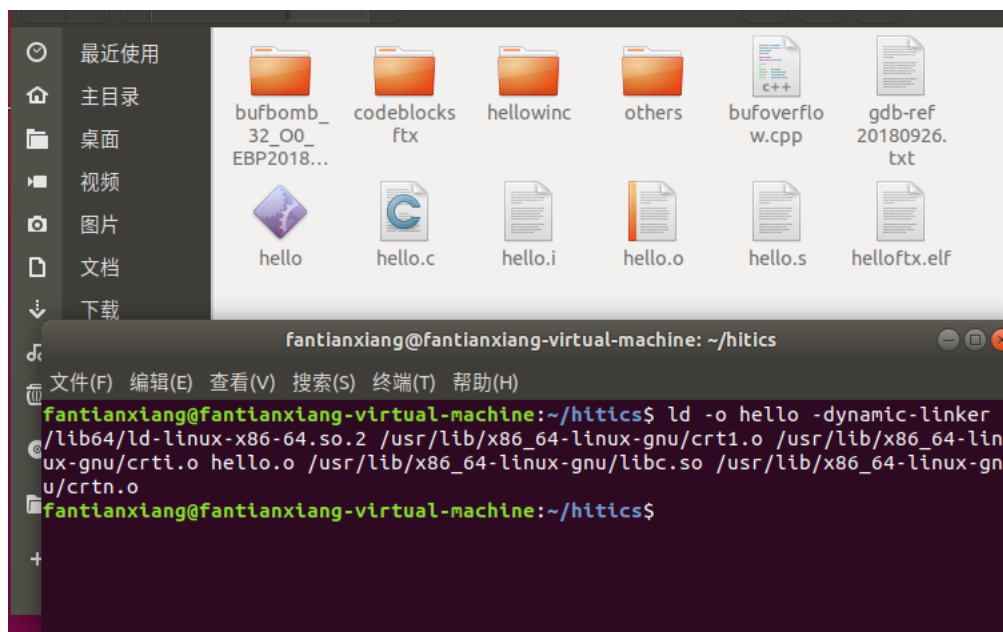 最近使用
主目录
桌面
视频
图片
文档
下载
bufbomb_
32_O0_
EBP2018...
codeblocks
ftx
hellowinc
others
c++
bufoverflo
w.cpp
gdb-ref
20180926.
txt
hello
hello.c
hello.i
hello.o
hello.s
helloftx.elf
fantianxiang@fantianxiang-virtual-machine: ~/hitics
文件(F) 编辑(E) 查看(V) 搜索(S) 终端(T) 帮助(H)
fantianxiang@fantianxiang-virtual-machine:~/hitics$ ld -o hello -dynamic-linker
/lib64/ld-linux-x86-64.so.2 /usr/lib/x86_64-linux-gnu/crt1.o /usr/lib/x86_64-lin
ux-gnu/crti.o hello.o /usr/lib/x86_64-linux-gnu/libc.so /usr/lib/x86_64-linux-gn
u/crtn.o
fantianxiang@fantianxiang-virtual-machine:~/hitics$